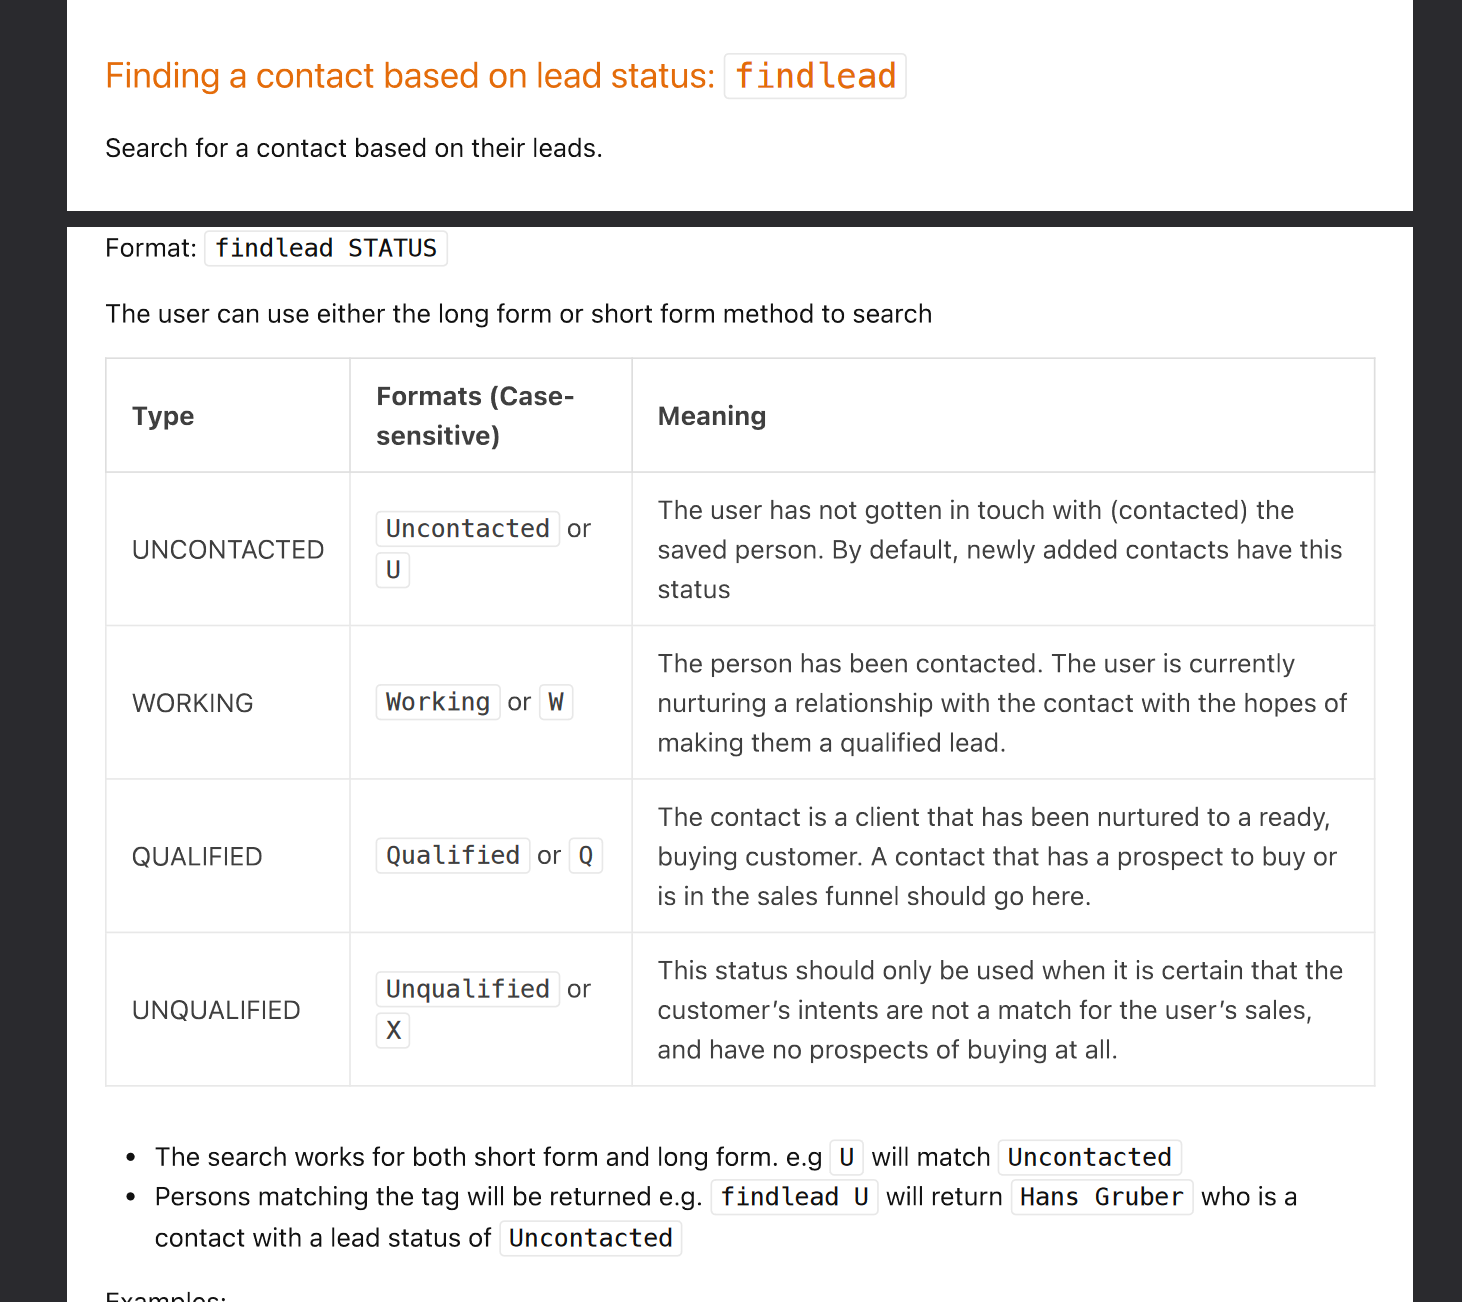 Finding a contact based on lead status: findlead
Search for a contact based on their leads.
Format: findlead STATUS
The user can use either the long form or short form method to search
Type
Formats (Case-
sensitive)
Meaning
UNCONTACTED
Uncontacted or
U
The user has not gotten in touch with (contacted) the
saved person. By default, newly added contacts have this
status
WORKING
Working or W
The person has been contacted. The user is currently
nurturing a relationship with the contact with the hopes of
making them a qualified lead.
QUALIFIED
Qualified or Q
The contact is a client that has been nurtured to a ready,
buying customer. A contact that has a prospect to buy or
is in the sales funnel should go here.
UNQUALIFIED
Unqualified or
X
This status should only be used when it is certain that the
customer’s intents are not a match for the user’s sales,
and have no prospects of buying at all.
• The search works for both short form and long form. e.g U will match Uncontacted
• Persons matching the tag will be returned e.g. findlead U will return Hans Gruber who is a
contact with a lead status of Uncontacted
Examples: